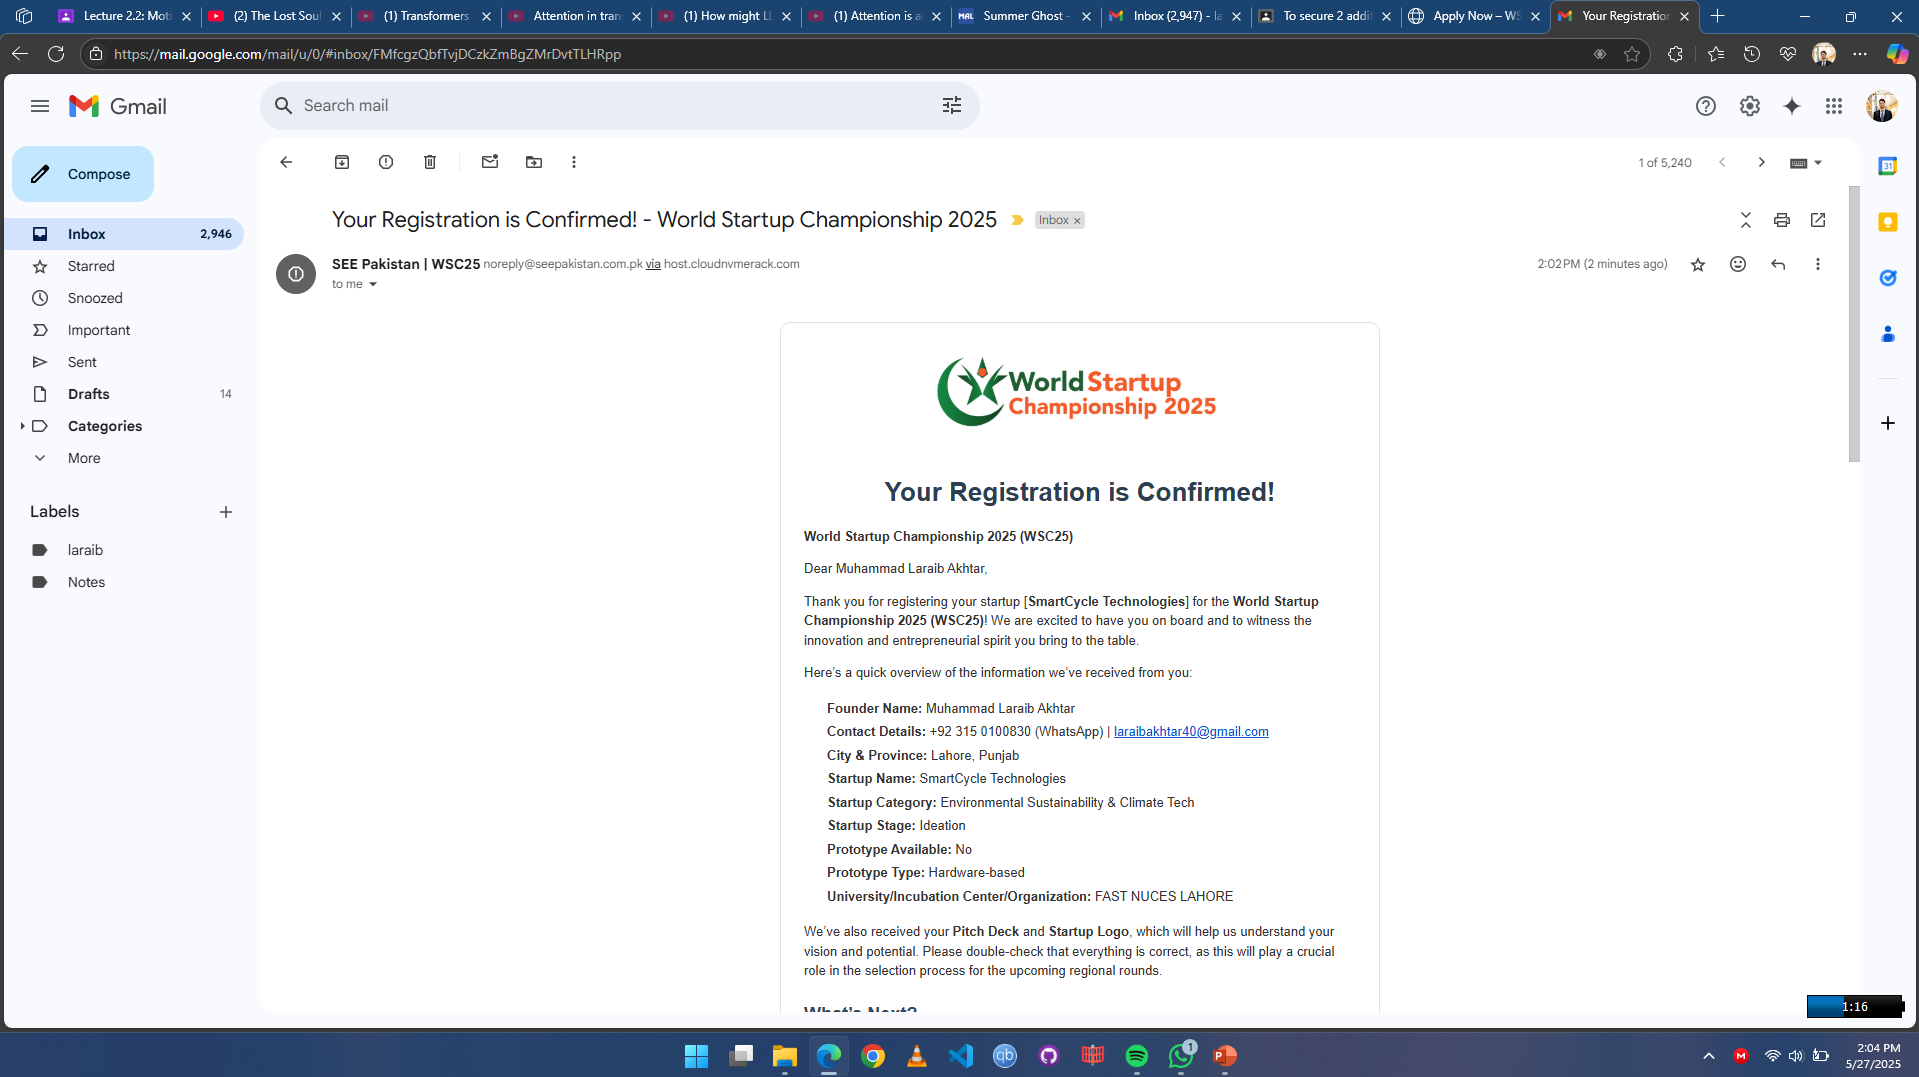 Lecture 2.2: Moti
(2) The Lost Soul
(1) Transformers
Attention in tran
(1) How might LL
(1) Attention is a
MAL Summer Ghost -
Inbox (2,947) - la
To secure 2 addit
Apply Now – WS
Your Registration
https://mail.google.com/mail/u/0/#inbox/FMfcgzQbfTvjDCzkZmBgZMrDvtTLHRpp
Gmail
Search mail
Compose
1 of 5,240
31
Inbox 2,946
Starred
Snoozed
Important
Sent
Drafts 14
Categories
More
Labels
laraib
Notes
Your Registration is Confirmed! - World Startup Championship 2025 Inbox
SEE Pakistan | WSC25 noreply@seepakistan.com.pk via host.cloudnvmerack.com
2:02 PM (2 minutes ago)
to me
World Startup
Championship 2025
Your Registration is Confirmed!
World Startup Championship 2025 (WSC25)
Dear Muhammad Laraib Akhtar,
Thank you for registering your startup [SmartCycle Technologies] for the World Startup
Championship 2025 (WSC25)! We are excited to have you on board and to witness the
innovation and entrepreneurial spirit you bring to the table.
Here's a quick overview of the information we've received from you:
Founder Name: Muhammad Laraib Akhtar
Contact Details: +92 315 0100830 (WhatsApp) | laraibakhtar40@gmail.com
City & Province: Lahore, Punjab
Startup Name: SmartCycle Technologies
Startup Category: Environmental Sustainability & Climate Tech
Startup Stage: Ideation
Prototype Available: No
Prototype Type: Hardware-based
University/Incubation Center/Organization: FAST NUCES LAHORE
We've also received your Pitch Deck and Startup Logo, which will help us understand your
vision and potential. Please double-check that everything is correct, as this will play a crucial
role in the selection process for the upcoming regional rounds.
What's Next?
1:16
qb
1
P
M
2:04 PM
5/27/2025